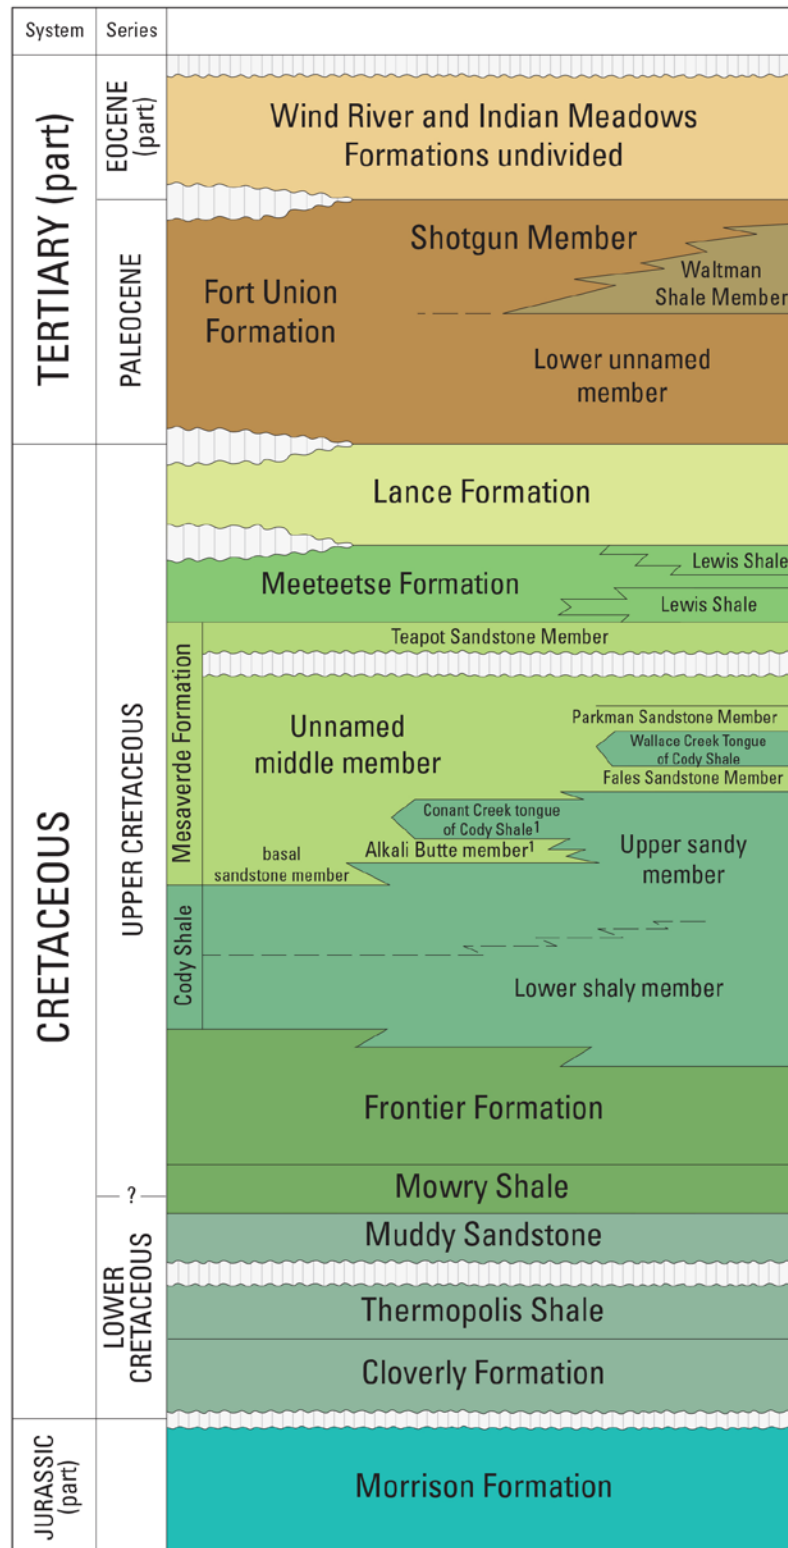 System
Series
TERTIARY (part)
EOCENE
(part)
Wind River and Indian Meadows
Formations undivided
PALEOCENE
Shotgun Member
Waltman
Shale Member
Fort Union
Formation
Lower unnamed
member
CRETACEOUS
UPPER CRETACEOUS
Lance Formation
Meeteetse Formation
Lewis Shale
Lewis Shale
Mesaverde Formation
Teapot Sandstone Member
Unnamed
middle member
Parkman Sandstone Member
Wallace Creek Tongue
of Cody Shale
Fales Sandstone Member
Conant Creek tongue
of Cody Shale1
Alkali Butte member1
basal
sandstone member
Upper sandy
member
Cody Shale
Lower shaly member
Frontier Formation
Mowry Shale
?
LOWER
CRETACEOUS
Muddy Sandstone
Thermopolis Shale
Cloverly Formation
JURASSIC
(part)
Morrison Formation